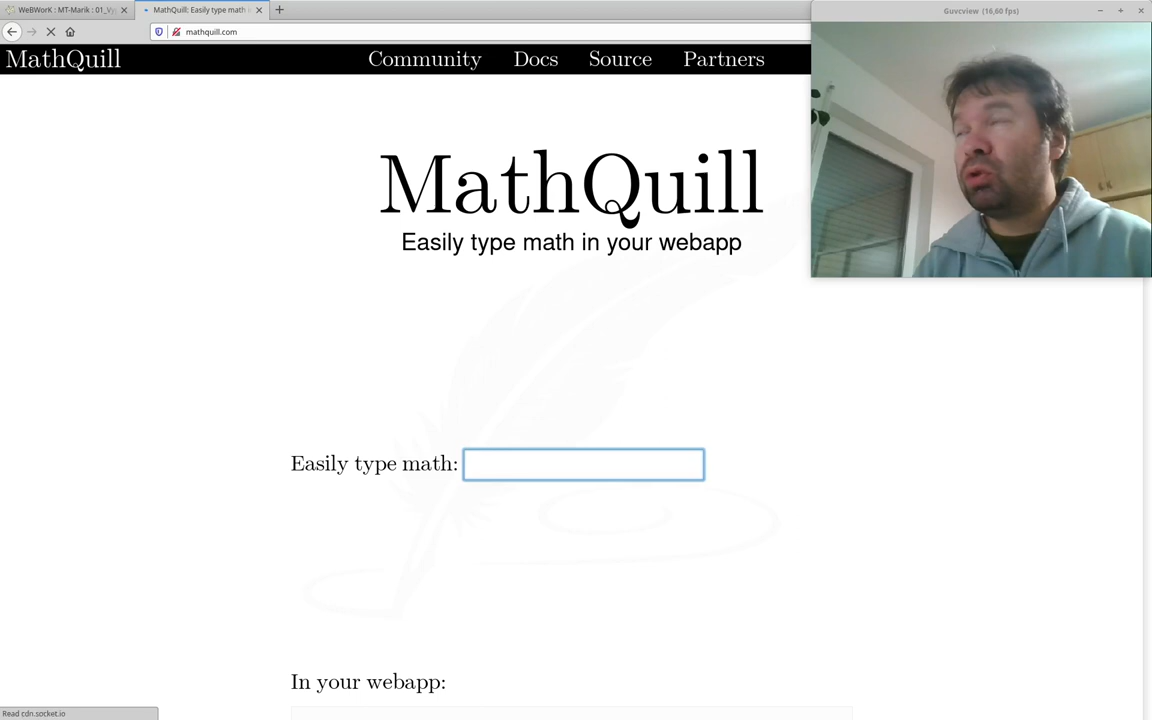 WeBWorK : MT-Marik : 01_Vy
MathQuill: Easily type math
Guvcview (16,60 fps)
mathquill.com
MathQuill
Community
Docs
Source
Partners
MathQuill
Easily type math in your webapp
Easily type math:
In your webapp:
Read cdn.socket.io